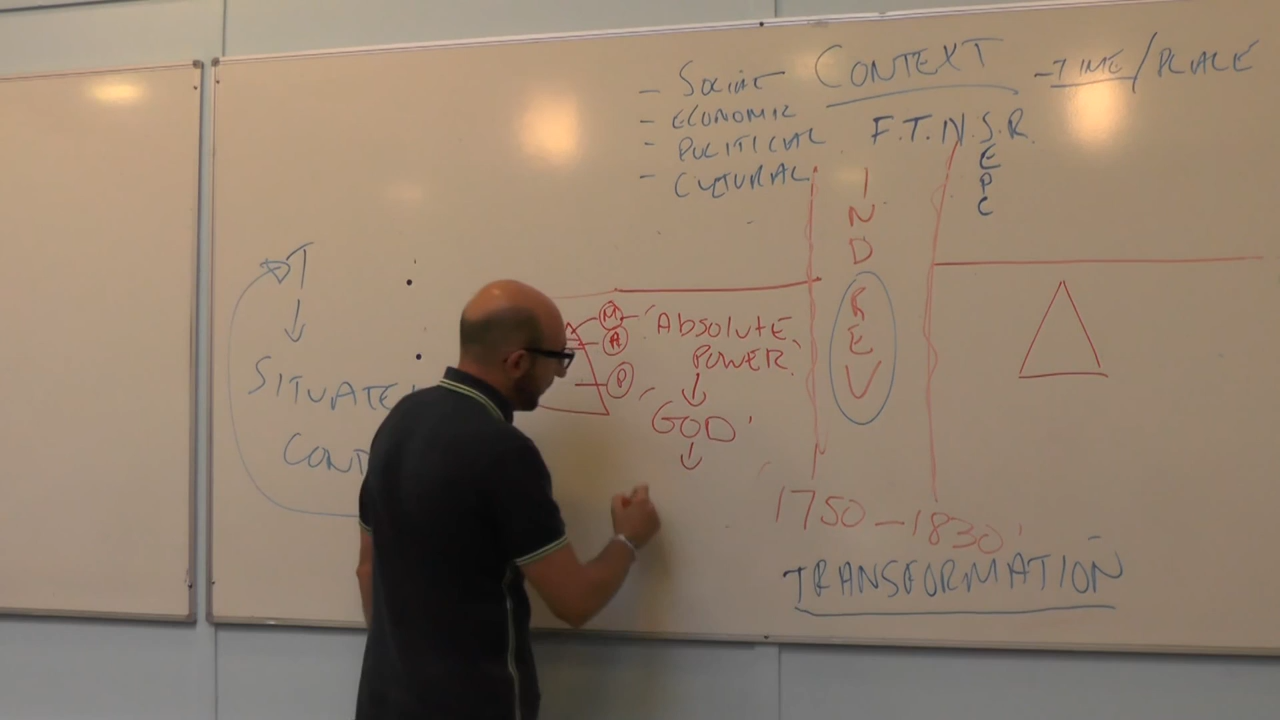 CONTEXT
- TIME/PLACE
- SOCIAL
- ECONOMIC
- POLITICAL
- CULTURAL
F.T.N.S.R.
E
P
C
I
N
D
R
E
V
T
SITUATE
CONT
M - 'ABSOLUTE
POWER'
A
P
'GOD'
1750-1830'
TRANSFORMATION